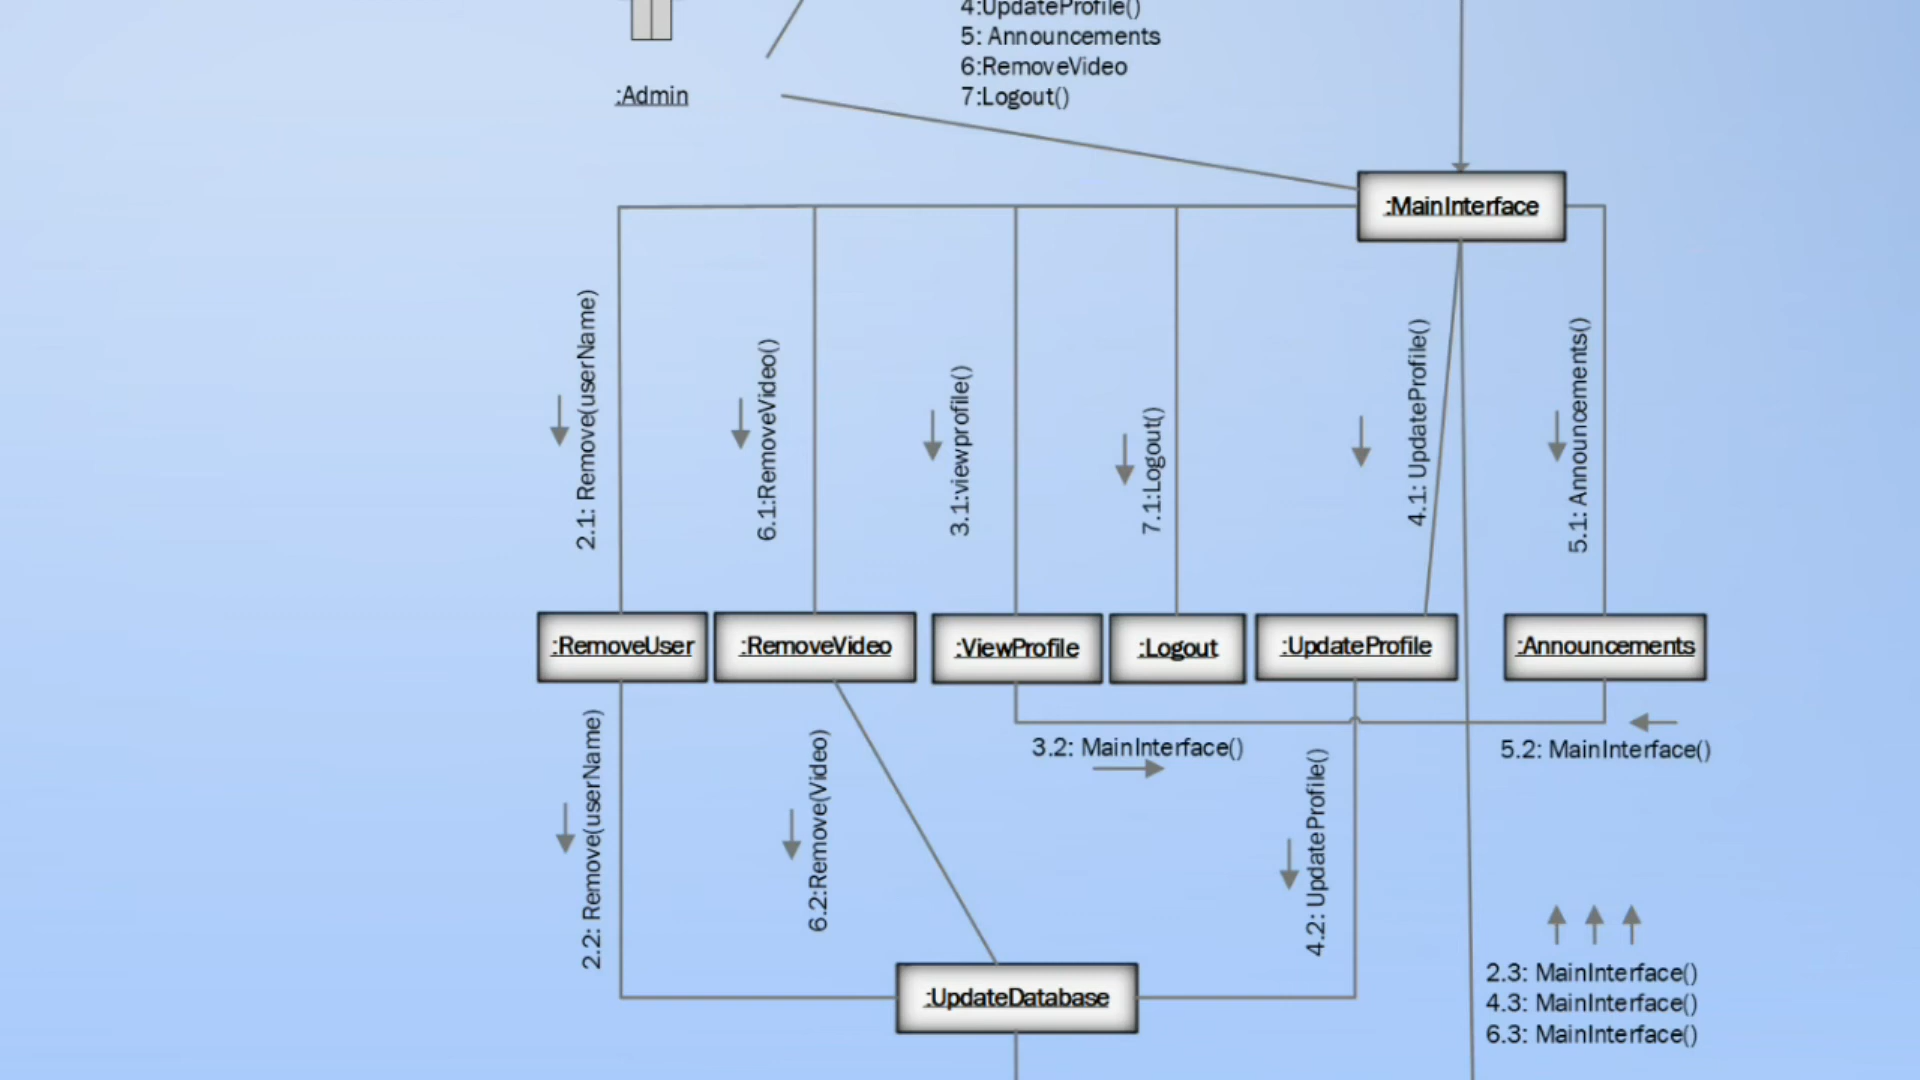 4:UpdateProfile()
5: Announcements
6:RemoveVideo
7:Logout()
:Admin
:MainInterface
2.1: Remove(userName)
6.1:RemoveVideo()
3.1:viewprofile()
7.1:Logout()
4.1: UpdateProfile()
5.1: Announcements()
:RemoveUser
:RemoveVideo
:ViewProfile
:Logout
:UpdateProfile
:Announcements
3.2: MainInterface()
5.2: MainInterface()
2.2: Remove(userName)
6.2:Remove(Video)
4.2: UpdateProfile()
:UpdateDatabase
2.3: MainInterface()
4.3: MainInterface()
6.3: MainInterface()